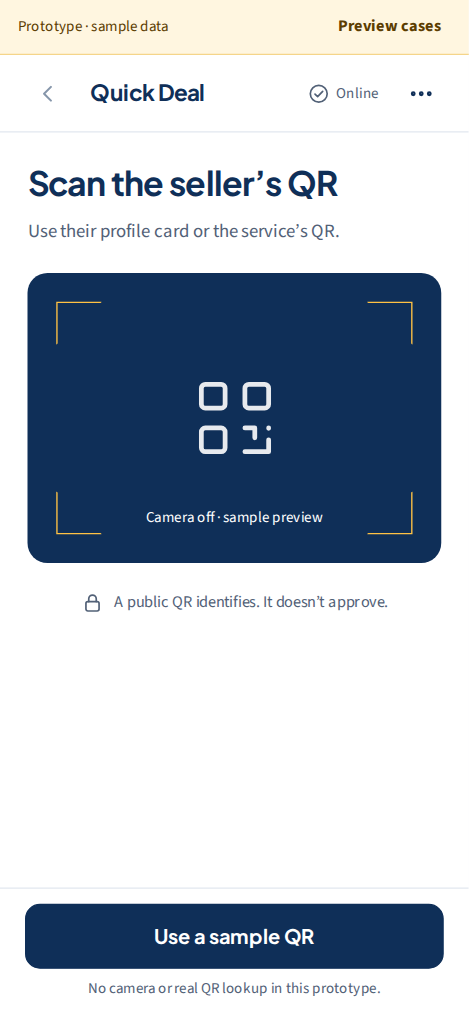 Prototype · sample data
Preview cases
Quick Deal
Online
Scan the seller’s QR
Use their profile card or the service’s QR.
Camera off · sample preview
A public QR identifies. It doesn’t approve.
Use a sample QR
No camera or real QR lookup in this prototype.